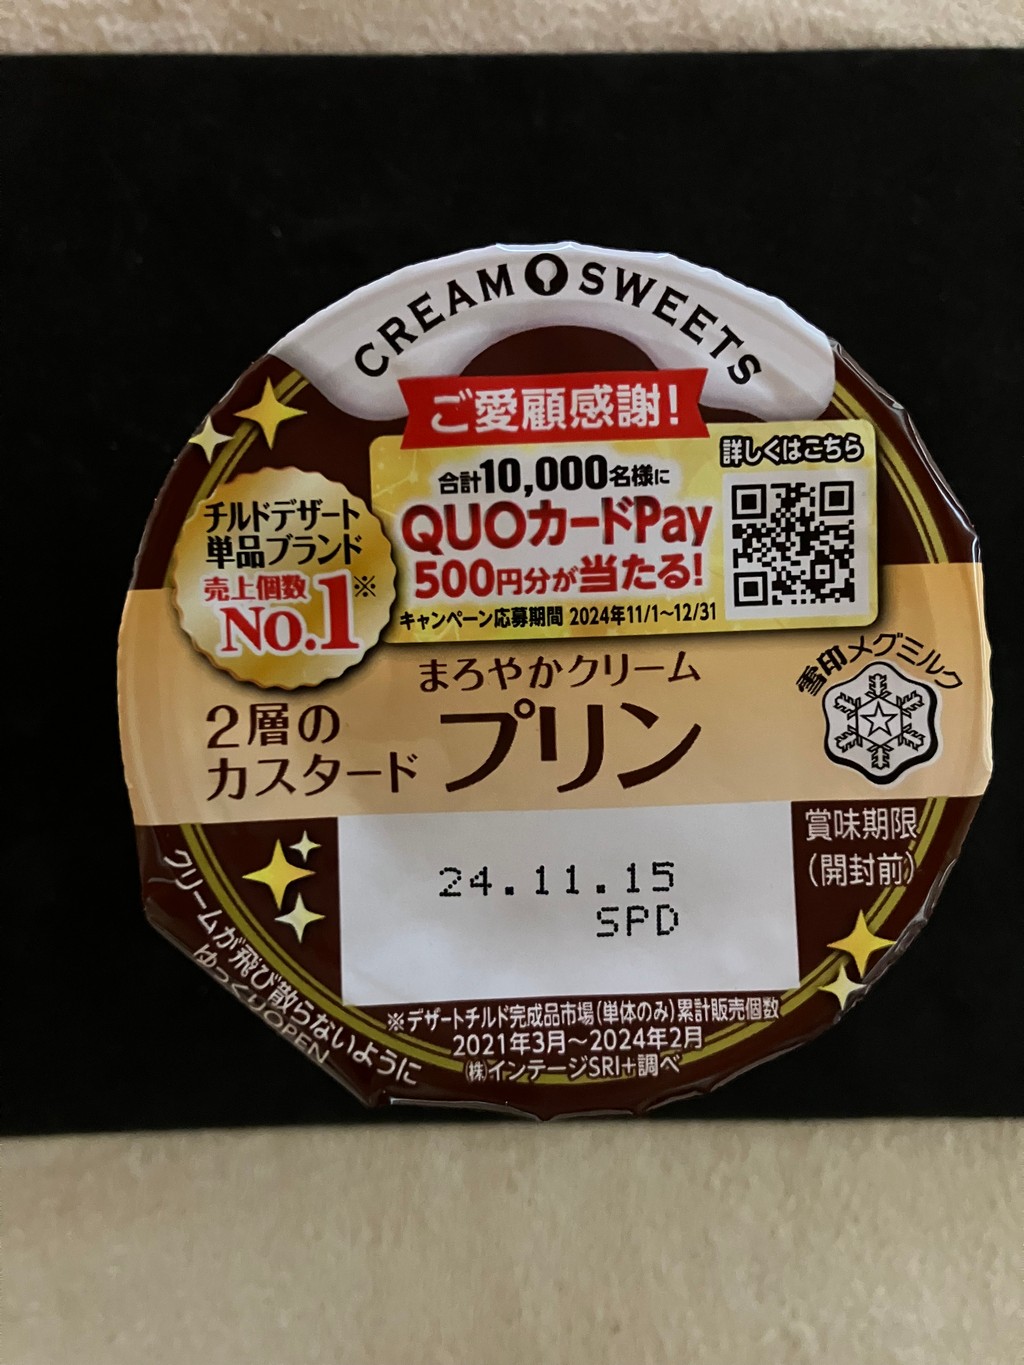 CREAM SWEETS
ご愛顧感謝!
合計10,000名様に
QUOカードPay
500円分が当たる!
キャンペーン応募期間 2024年11/1~12/31
詳しくはこちら
チルドデザート
単品ブランド
売上個数
No.1※
まろやかクリーム
2層の
カスタード
プリン
雪印メグミルク
賞味期限
(開封前)
24.11.15
SPD
クリームが飛び散らないように
ゆっくりOPEN
※デザートチルド完成品市場(単体のみ)累計販売個数
2021年3月~2024年2月
㈱インテージSRI+調べ